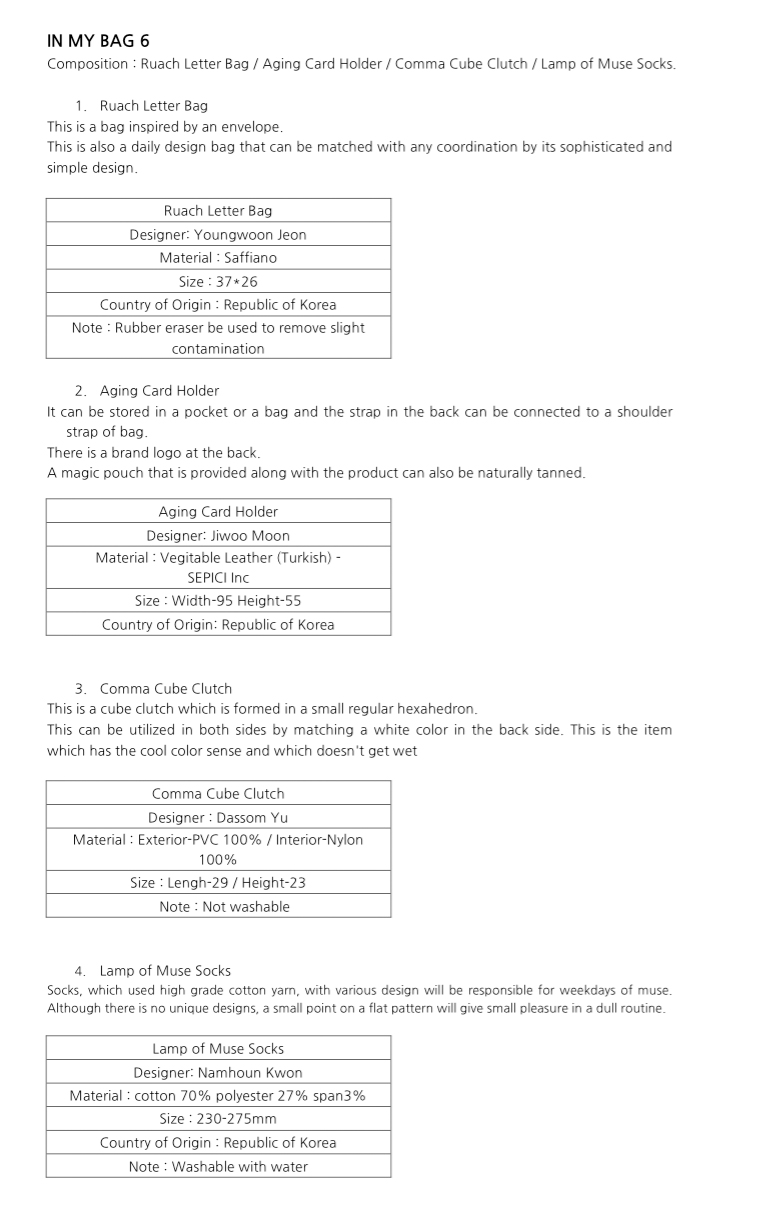 IN MY BAG 6
Composition : Ruach Letter Bag / Aging Card Holder / Comma Cube Clutch / Lamp of Muse Socks.
1. Ruach Letter Bag
This is a bag inspired by an envelope.
This is also a daily design bag that can be matched with any coordination by its sophisticated and
simple design.
Ruach Letter Bag
Designer: Youngwoon Jeon
Material : Saffiano
Size : 37*26
Country of Origin : Republic of Korea
Note : Rubber eraser be used to remove slight
contamination
2. Aging Card Holder
It can be stored in a pocket or a bag and the strap in the back can be connected to a shoulder
strap of bag.
There is a brand logo at the back.
A magic pouch that is provided along with the product can also be naturally tanned.
Aging Card Holder
Designer: Jiwoo Moon
Material : Vegitable Leather (Turkish) -
SEPICI Inc
Size : Width-95 Height-55
Country of Origin: Republic of Korea
3. Comma Cube Clutch
This is a cube clutch which is formed in a small regular hexahedron.
This can be utilized in both sides by matching a white color in the back side. This is the item
which has the cool color sense and which doesn't get wet
Comma Cube Clutch
Designer : Dassom Yu
Material : Exterior-PVC 100% / Interior-Nylon
100%
Size : Lengh-29 / Height-23
Note : Not washable
4. Lamp of Muse Socks
Socks, which used high grade cotton yarn, with various design will be responsible for weekdays of muse.
Although there is no unique designs, a small point on a flat pattern will give small pleasure in a dull routine.
Lamp of Muse Socks
Designer: Namhoun Kwon
Material : cotton 70% polyester 27% span3%
Size : 230-275mm
Country of Origin : Republic of Korea
Note : Washable with water